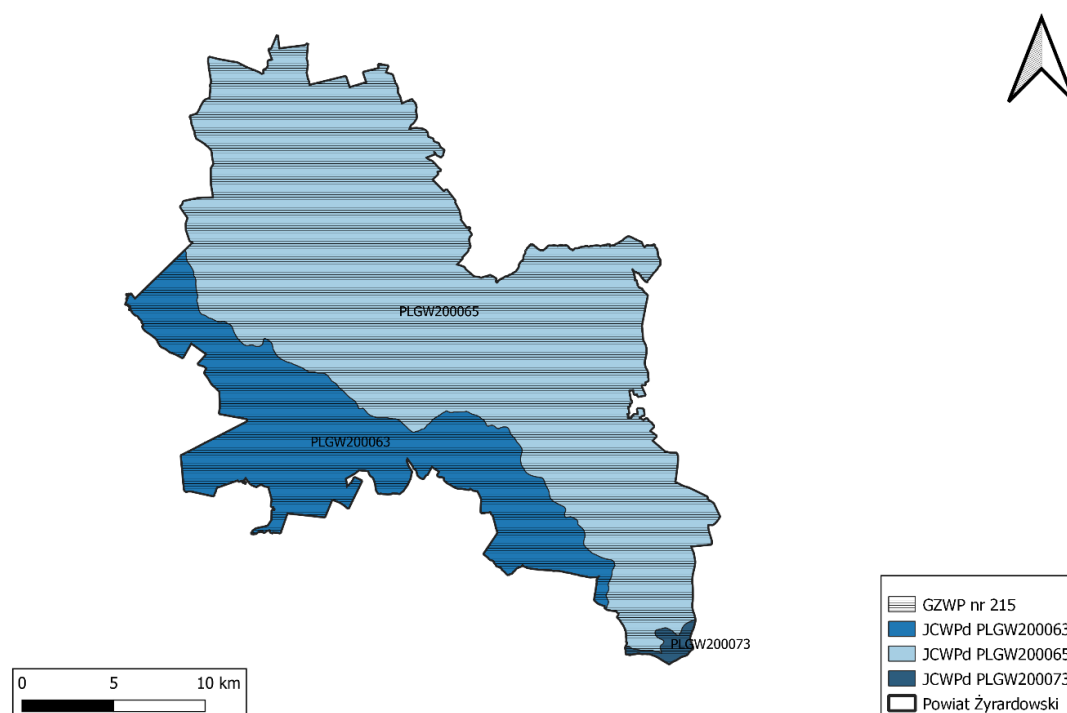 PLGW200065
PLGW200063
PLGW200073
0 5 10 km
GZWP nr 215
JCWPd PLGW200063
JCWPd PLGW200065
JCWPd PLGW200073
Powiat Żyrardowski